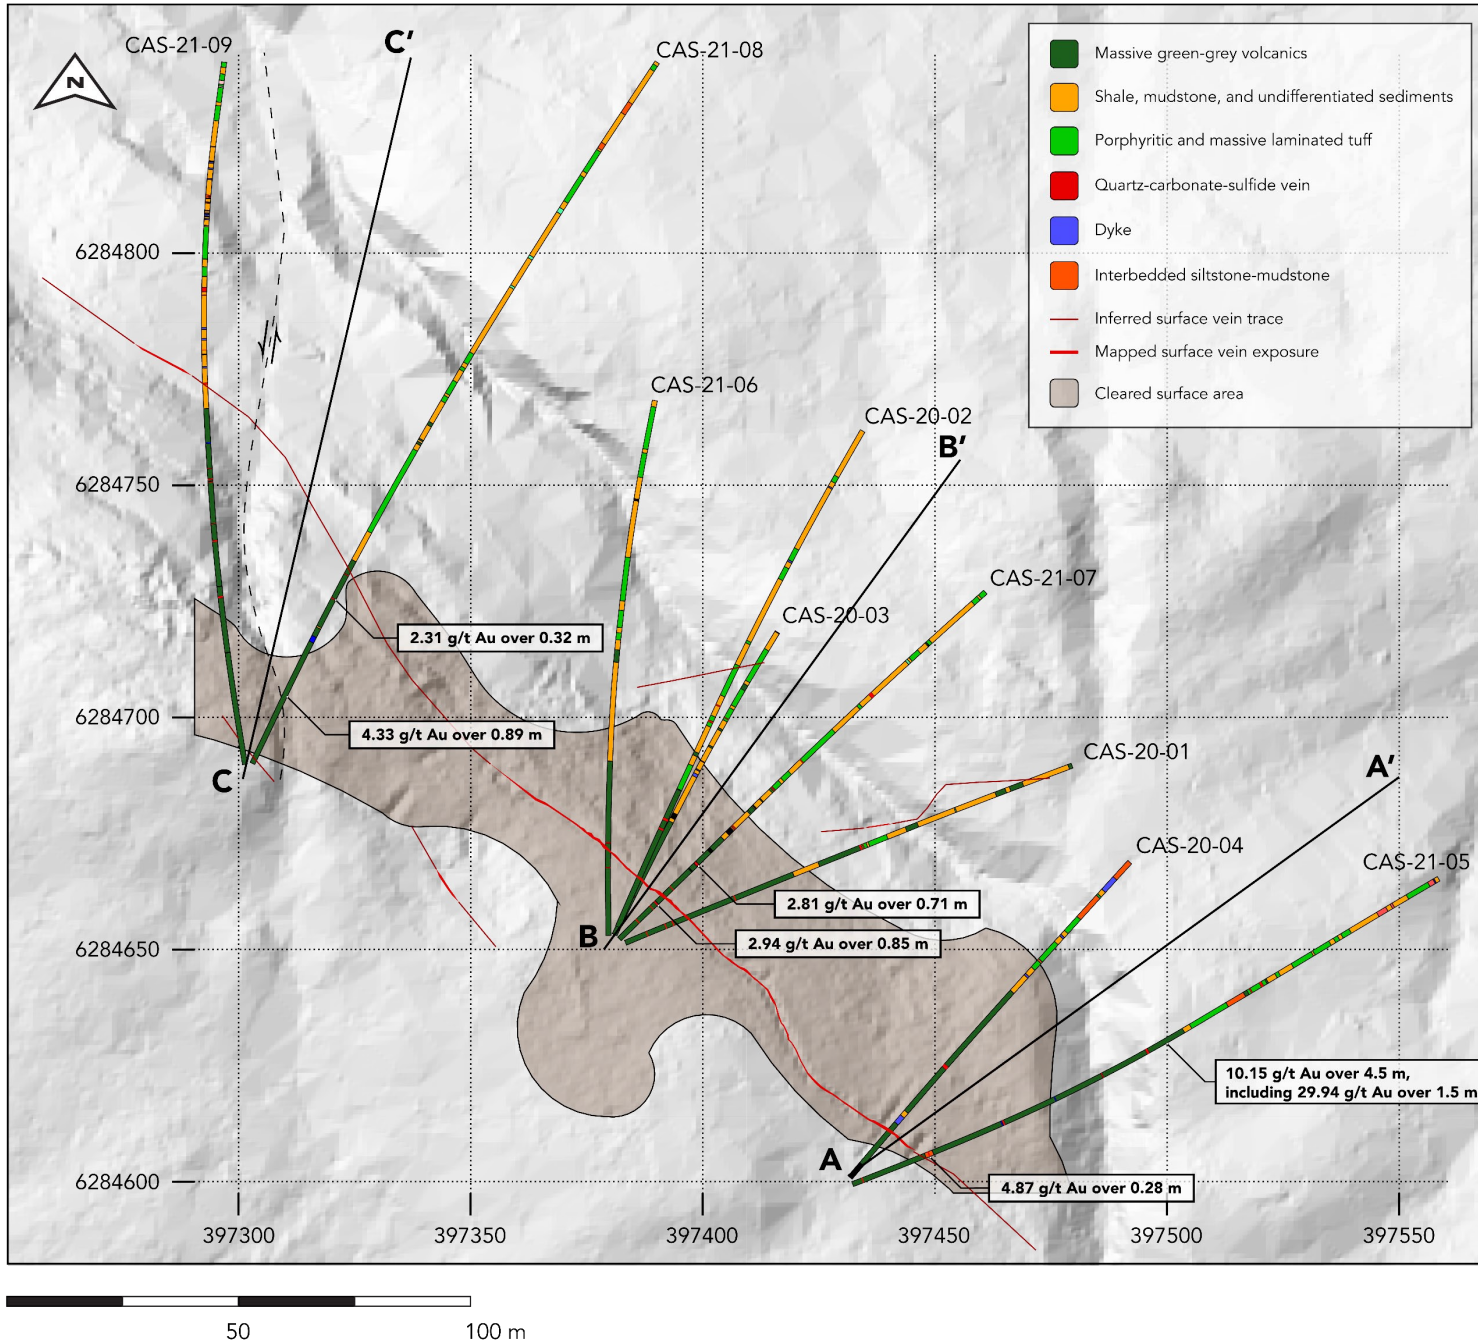 CAS-21-09
C′
CAS-21-08
N
Massive green-grey volcanics
Shale, mudstone, and undifferentiated sediments
Porphyritic and massive laminated tuff
Quartz-carbonate-sulfide vein
Dyke
Interbedded siltstone-mudstone
Inferred surface vein trace
Mapped surface vein exposure
Cleared surface area
6284800
CAS-21-06
CAS-20-02
B′
6284750
CAS-21-07
CAS-20-03
2.31 g/t Au over 0.32 m
6284700
4.33 g/t Au over 0.89 m
CAS-20-01
A′
C
CAS-20-04
CAS-21-05
2.81 g/t Au over 0.71 m
B
2.94 g/t Au over 0.85 m
6284650
10.15 g/t Au over 4.5 m,
including 29.94 g/t Au over 1.5 m
A
6284600
4.87 g/t Au over 0.28 m
397300
397350
397400
397450
397500
397550
50
100 m